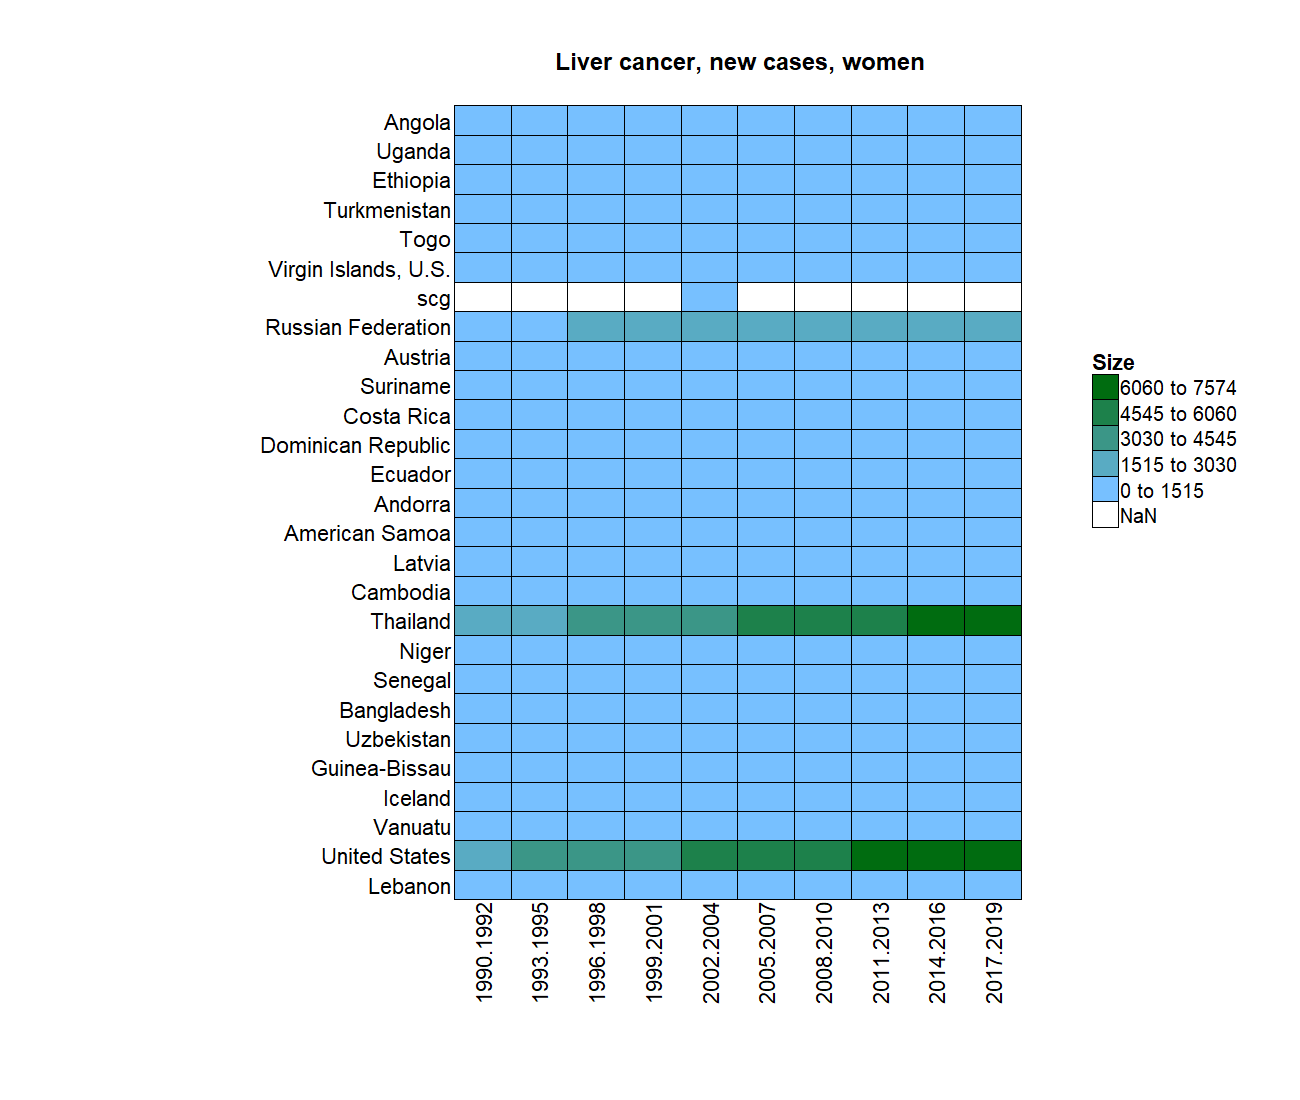 Liver cancer, new cases, women
Angola
Uganda
Ethiopia
Turkmenistan
Togo
Virgin Islands, U.S.
scg
Russian Federation
Austria
Suriname
Costa Rica
Dominican Republic
Ecuador
Andorra
American Samoa
Latvia
Cambodia
Thailand
Niger
Senegal
Bangladesh
Uzbekistan
Guinea-Bissau
Iceland
Vanuatu
United States
Lebanon
1990.1992
1993.1995
1996.1998
1999.2001
2002.2004
2005.2007
2008.2010
2011.2013
2014.2016
2017.2019
Size
6060 to 7574
4545 to 6060
3030 to 4545
1515 to 3030
0 to 1515
NaN